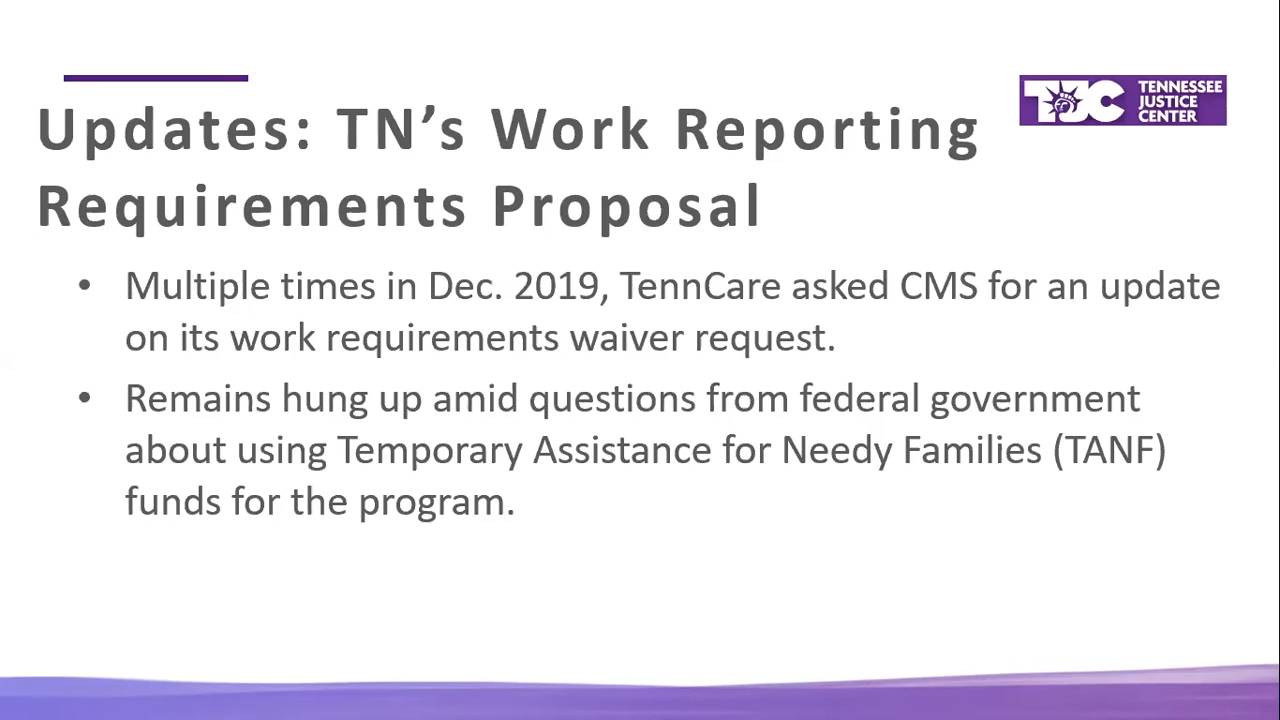 Updates: TN’s Work Reporting
Requirements Proposal
TJC
TENNESSEE
JUSTICE
CENTER
• Multiple times in Dec. 2019, TennCare asked CMS for an update
on its work requirements waiver request.
• Remains hung up amid questions from federal government
about using Temporary Assistance for Needy Families (TANF)
funds for the program.